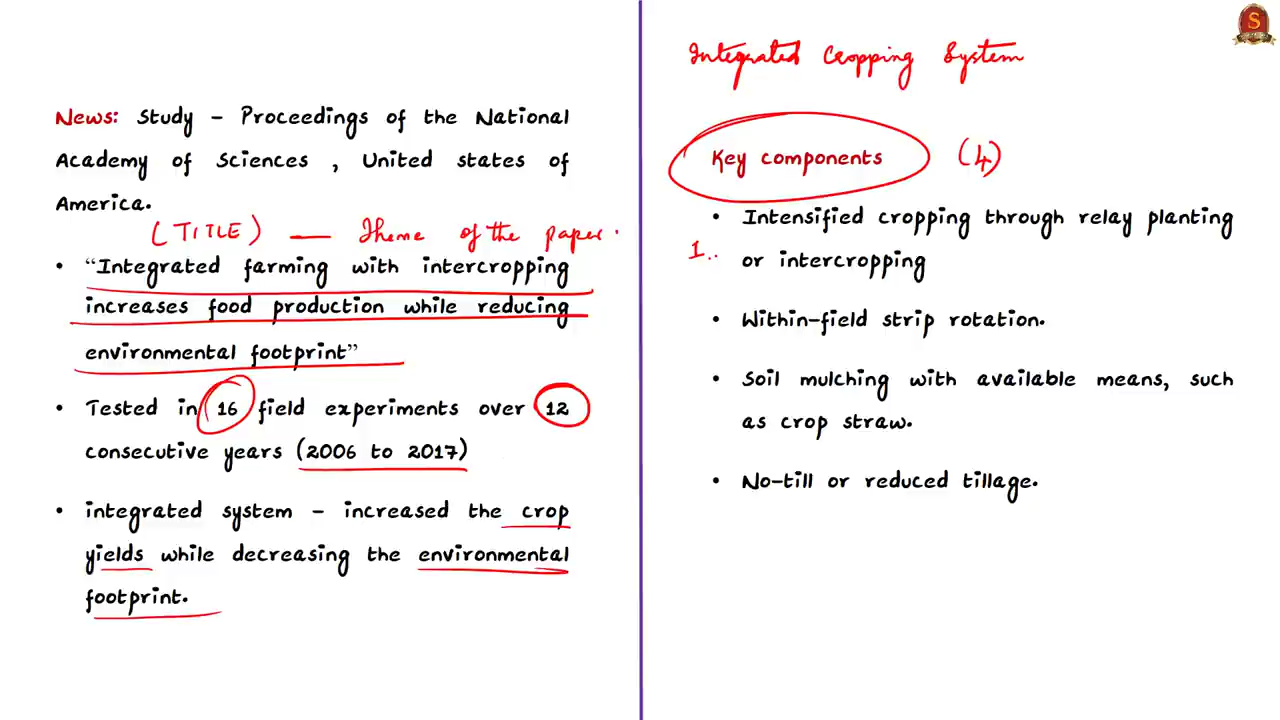 News: Study – Proceedings of the National
Academy of Sciences , United states of
America.
(TITLE) — Theme of the paper.
• "Integrated farming with intercropping
increases food production while reducing
environmental footprint"
• Tested in 16 field experiments over 12
consecutive years (2006 to 2017)
• integrated system – increased the crop
yields while decreasing the environmental
footprint.
Integrated Cropping System
Key components (4)
• Intensified cropping through relay planting
1.. or intercropping
• Within-field strip rotation.
• Soil mulching with available means, such
as crop straw.
• No-till or reduced tillage.
S